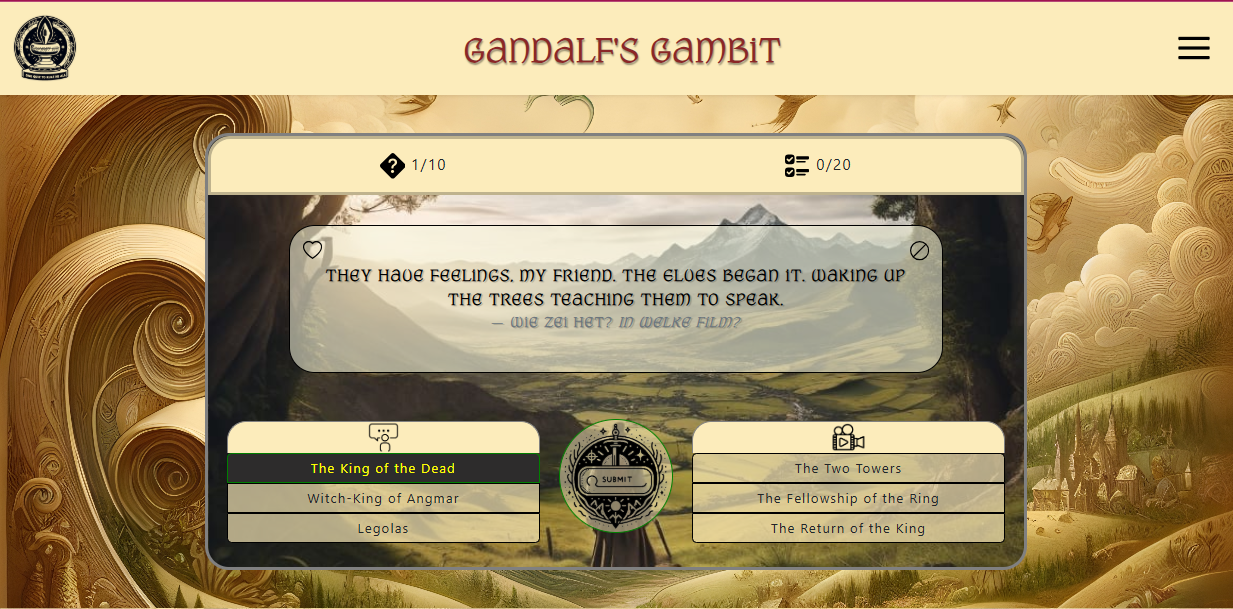 GANDALF'S GAMBIT
1/10
0/20
THEY HAVE FEELINGS, MY FRIEND. THE ELVES BEGAN IT. WAKING UP
THE TREES TEACHING THEM TO SPEAK.
— WIE ZEI HET? IN WELKE FILM?
The King of the Dead
Witch-King of Angmar
Legolas
SUBMIT
The Two Towers
The Fellowship of the Ring
The Return of the King